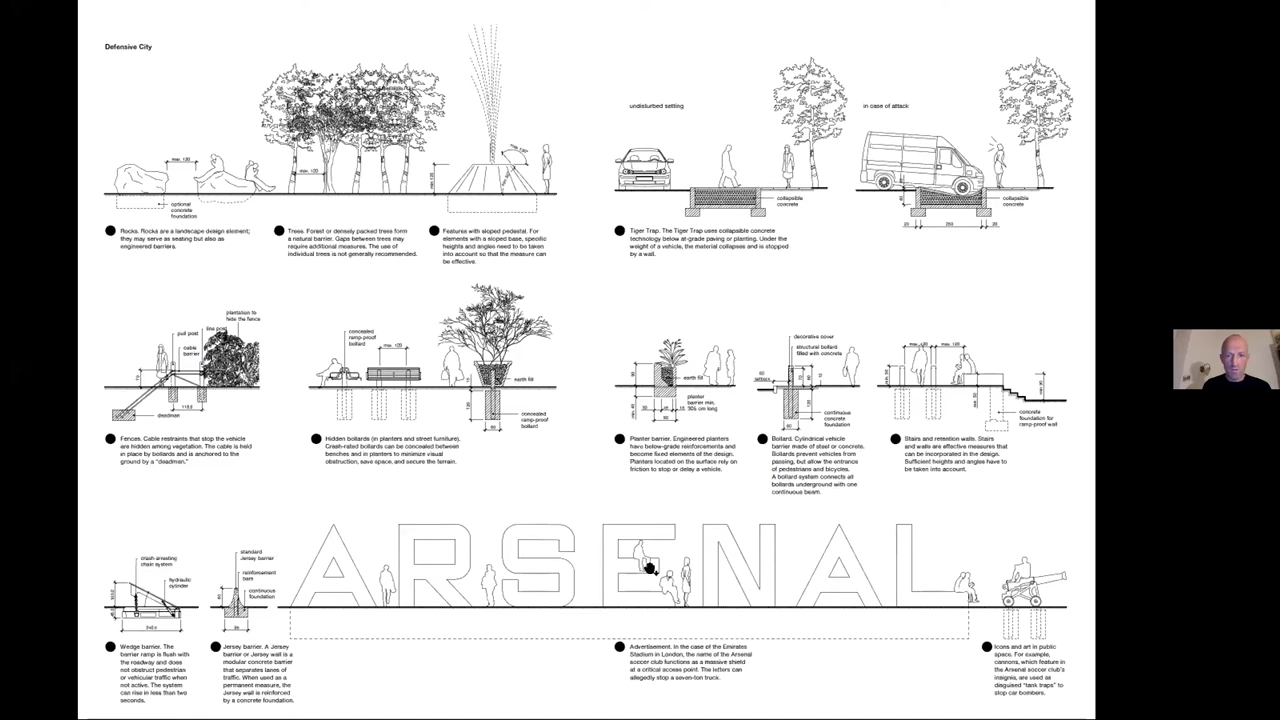 Defensive City
undisturbed setting
in case of attack
max. 120
max. 120
max. 120°
optional
concrete
foundation
collapsible
concrete
collapsible
concrete
20
250
20
Rocks. Rocks are a landscape design element;
they may serve as seating but also as
engineered barriers.
Trees. Forest or densely packed trees form
a natural barrier. Gaps between trees may
require additional measures. The use of
individual trees is not generally recommended.
Features with sloped pedestal. For
elements with a sloped base, specific
heights and angles need to be taken
into account so that the measure can
be effective.
Tiger Trap. The Tiger Trap uses collapsible concrete
technology below at-grade paving or planting. Under the
weight of a vehicle, the material collapses and is stopped
by a wall.
plantation to
hide the fence
line post
pull post
cable
barrier
deadman
concealed
ramp-proof
bollard
max. 120
earth fill
concealed
ramp-proof
bollard
60
earth fill
planter
barrier min.
305 cm long
decorative cover
structural bollard
filled with concrete
continuous
concrete
foundation
60
max. 120
max. 120
concrete
foundation for
ramp-proof wall
Fences. Cable restraints that stop the vehicle
are hidden among vegetation. The cable is held
in place by bollards and is anchored to the
ground by a "deadman."
Hidden bollards (in planters and street furniture).
Crash-rated bollards can be concealed between
benches and in planters to minimize visual
obstruction, save space, and secure the terrain.
Planter barrier. Engineered planters
have below-grade reinforcements and
become fixed elements of the design.
Planters located on the surface rely on
friction to stop or delay a vehicle.
Bollard. Cylindrical vehicle
barrier made of steel or concrete.
Bollards prevent vehicles from
passing, but allow the entrance
of pedestrians and bicycles.
A bollard system connects all
bollards underground with one
continuous beam.
Stairs and retention walls. Stairs
and walls are effective measures that
can be incorporated in the design.
Sufficient heights and angles have
to be taken into account.
ARSENAL
crash arresting
chain system
hydraulic
cylinder
standard
Jersey barrier
reinforcement
bars
continuous
foundation
Wedge barrier. The
barrier ramp is flush with
the roadway and does
not obstruct pedestrian
or vehicular traffic when
not active. The system
can rise in less than two
seconds.
Jersey barrier. A Jersey
barrier or Jersey wall is a
modular concrete barrier
that separates lanes of
traffic. When used as a
permanent measure, the
Jersey wall is reinforced
by a concrete foundation.
Advertisement. In the case of the Emirates
Stadium in London, the name of the Arsenal
soccer club functions as a massive shield
at a critical access point. The letters can
allegedly stop a seven-ton truck.
Icons and art in public
space. For example,
cannons, which feature in
the Arsenal soccer club's
insignia, are used as
disguised "tank traps" to
stop car bombers.